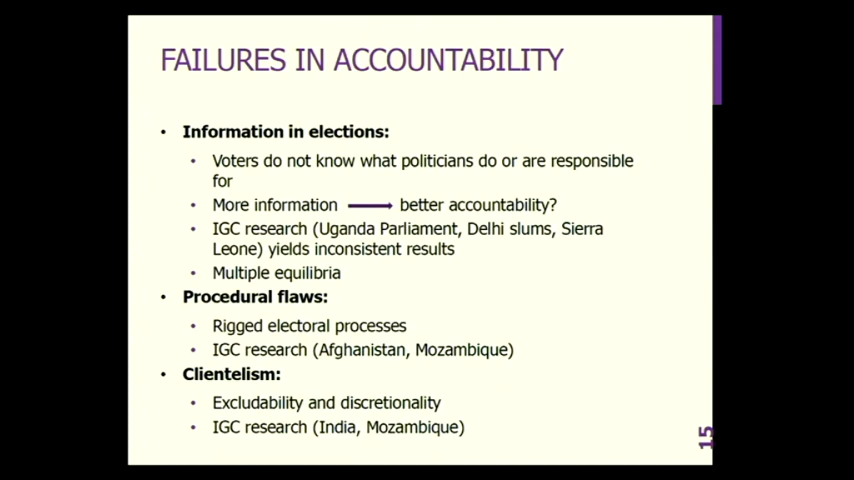 FAILURES IN ACCOUNTABILITY
• Information in elections:
• Voters do not know what politicians do or are responsible
for
• More information → better accountability?
• IGC research (Uganda Parliament, Delhi slums, Sierra
Leone) yields inconsistent results
• Multiple equilibria
• Procedural flaws:
• Rigged electoral processes
• IGC research (Afghanistan, Mozambique)
• Clientelism:
• Excludability and discretionality
• IGC research (India, Mozambique)
15